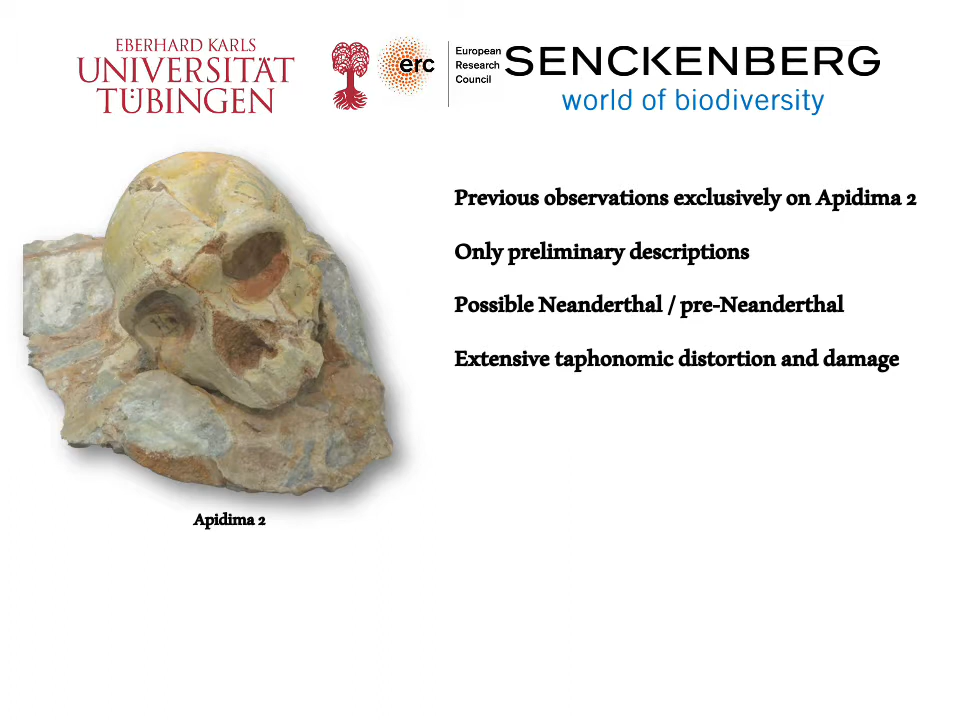 EBERHARD KARLS
UNIVERSITÄT
TÜBINGEN
erc
European
Research
Council
SENCKENBERG
world of biodiversity
Previous observations exclusively on Apidima 2
Only preliminary descriptions
Possible Neanderthal / pre-Neanderthal
Extensive taphonomic distortion and damage
Apidima 2